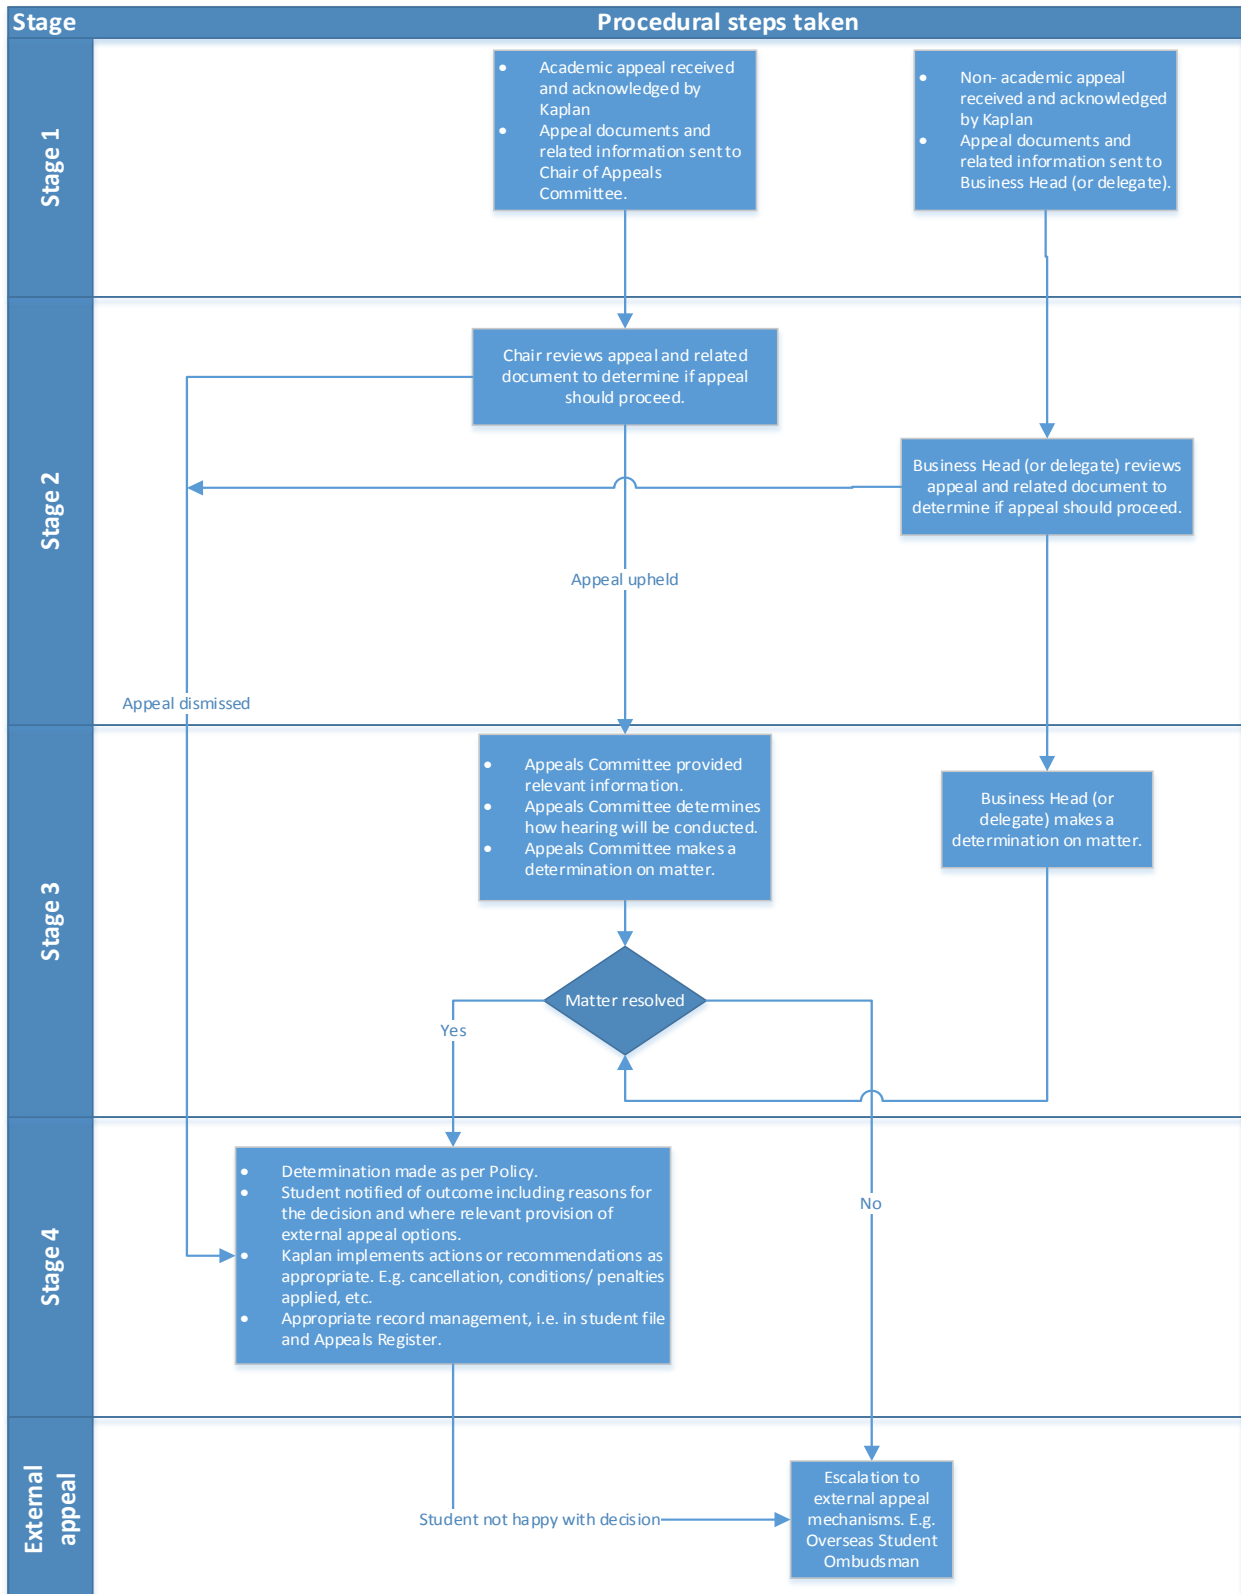 Stage
Procedural steps taken
Stage 1
Academic appeal received
and acknowledged by
Kaplan
Appeal documents and
related information sent to
Chair of Appeals
Committee.
Non- academic appeal
received and acknowledged
by Kaplan
Appeal documents and
related information sent to
Business Head (or delegate).
Stage 2
Chair reviews appeal and related
document to determine if appeal
should proceed.
Business Head (or delegate) reviews
appeal and related document to
determine if appeal should proceed.
Appeal upheld
Appeal dismissed
Stage 3
Appeals Committee provided
relevant information.
Appeals Committee determines
how hearing will be conducted.
Appeals Committee makes a
determination on matter.
Business Head (or
delegate) makes a
determination on matter.
Matter resolved
Yes
No
Stage 4
Determination made as per Policy.
Student notified of outcome including reasons for
the decision and where relevant provision of
external appeal options.
Kaplan implements actions or recommendations as
appropriate. E.g. cancellation, conditions/ penalties
applied, etc.
Appropriate record management, i.e. in student file
and Appeals Register.
External
appeal
Student not happy with decision
Escalation to
external appeal
mechanisms. E.g.
Overseas Student
Ombudsman